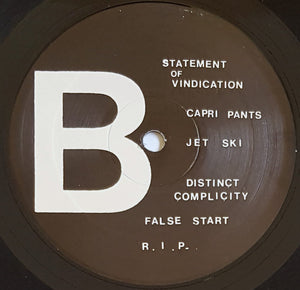 B
STATEMENT
OF
VINDICATION
CAPRI PANTS
JET SKI
DISTINCT
COMPLICITY
FALSE START
R.I.P.